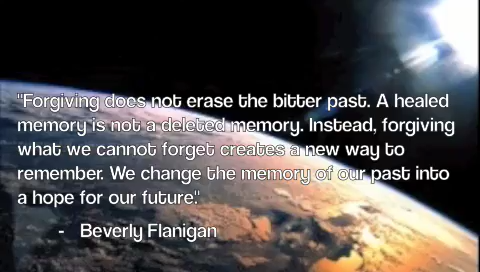 "Forgiving does not erase the bitter past. A healed
memory is not a deleted memory. Instead, forgiving
what we cannot forget creates a new way to
remember. We change the memory of our past into
a hope for our future."
- Beverly Flanigan